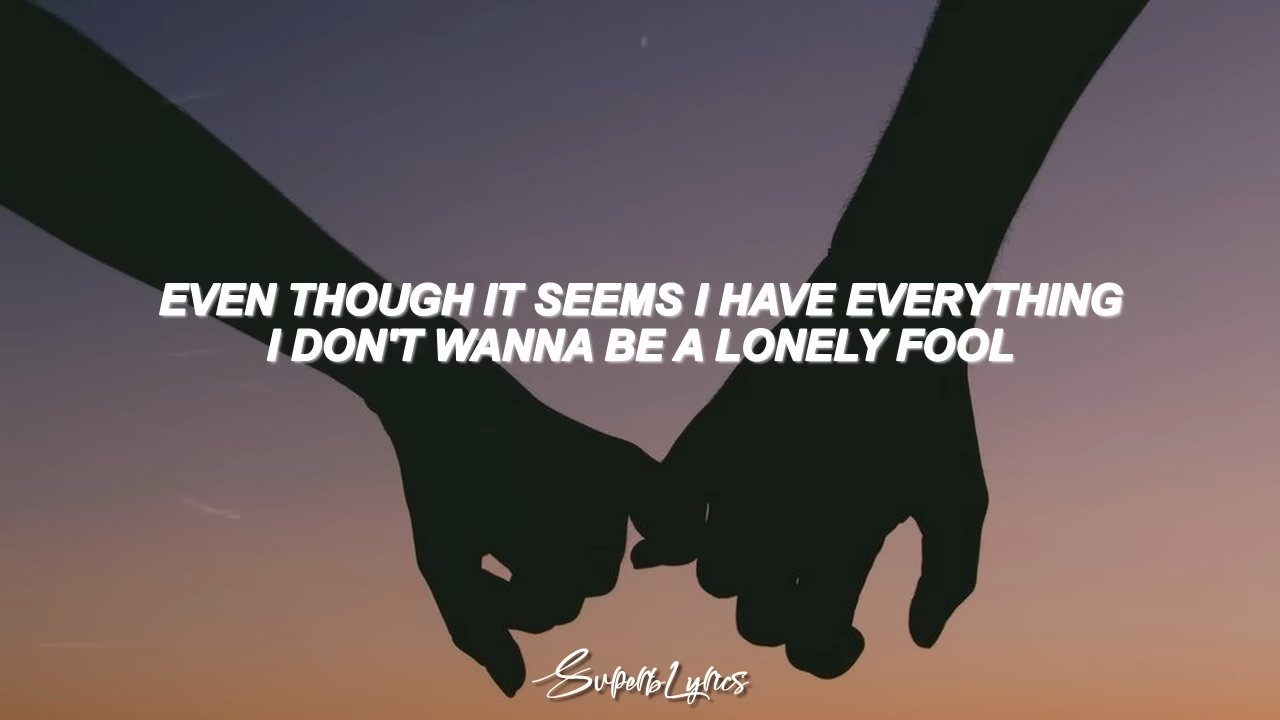 EVEN THOUGH IT SEEMS I HAVE EVERYTHING
I DON'T WANNA BE A LONELY FOOL
SuperbLyrics